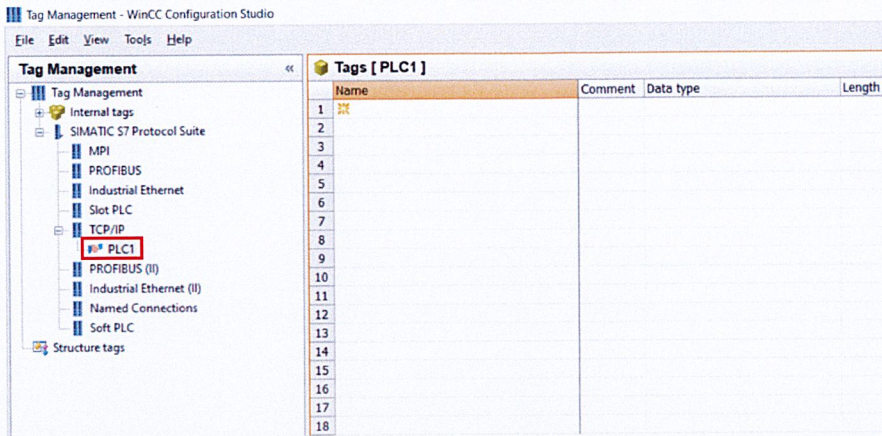 Tag Management - WinCC Configuration Studio
File Edit View Tools Help
Tag Management «
Tag Management
Internal tags
SIMATIC S7 Protocol Suite
MPI
PROFIBUS
Industrial Ethernet
Slot PLC
TCP/IP
PLC1
PROFIBUS (II)
Industrial Ethernet (II)
Named Connections
Soft PLC
Structure tags
Tags [ PLC1 ]
Name Comment Data type Length
1
2
3
4
5
6
7
8
9
10
11
12
13
14
15
16
17
18